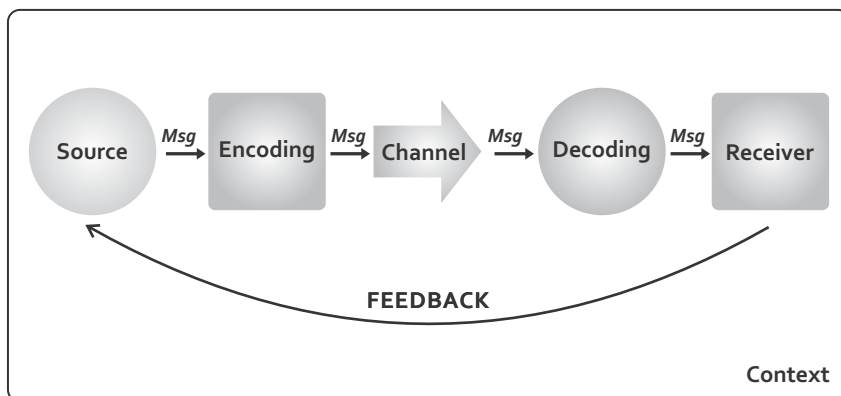 Msg Msg Msg Msg
Source Encoding Channel Decoding Receiver
FEEDBACK
Context